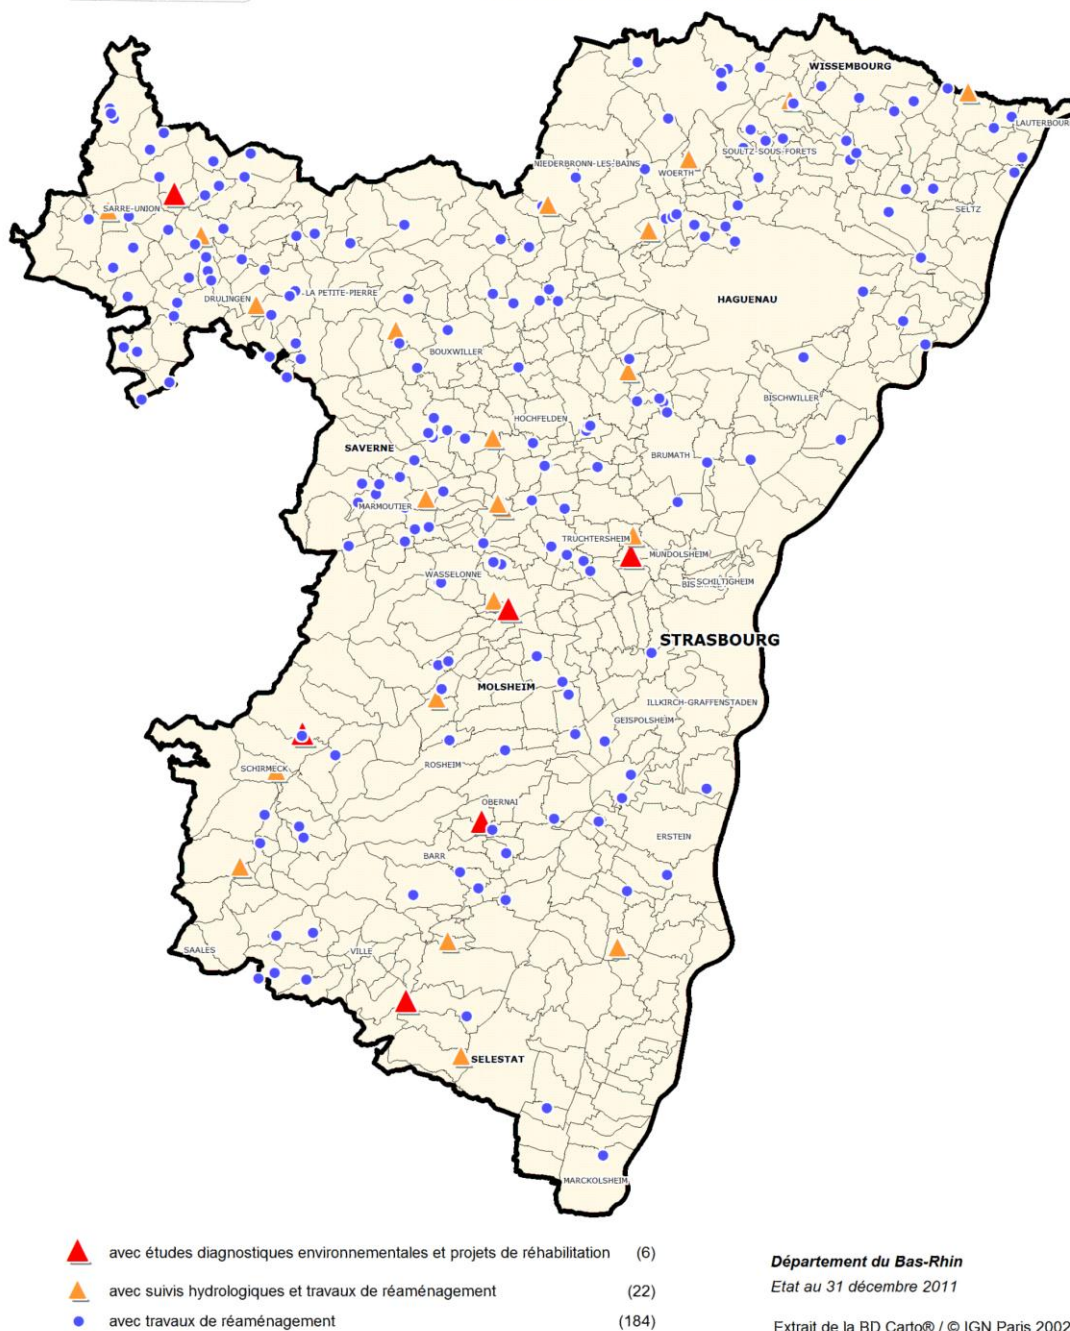 WISSEMBOURG
LAUTERBOURG
NIEDERBRONN-LES-BAINS
SOULTZ-SOUS-FORETS
WOERTH
SARRE-UNION
SELTZ
DRULINGEN
LA PETITE-PIERRE
HAGUENAU
BOUXWILLER
BISCHWILLER
HOCHFELDEN
SAVERNE
BRUMATH
MARMOUTIER
TRUCHTERSHEIM
MUNDOLSHEIM
WASSELONNE
SCHILTIGHEIM
STRASBOURG
MOLSHEIM
ILLKIRCH-GRAFFENSTADEN
GEISPOLSHEIM
ROSHEIM
SCHIRMECK
OBERNAI
ERSTEIN
BARR
SAALES
VILLE
SELESTAT
MARCKOLSHEIM
avec études diagnostiques environnementales et projets de réhabilitation (6)
Département du Bas-Rhin
avec suivis hydrologiques et travaux de réaménagement (22)
Etat au 31 décembre 2011
avec travaux de réaménagement (184)
Extrait de la BD Carto® / © IGN Paris 2002